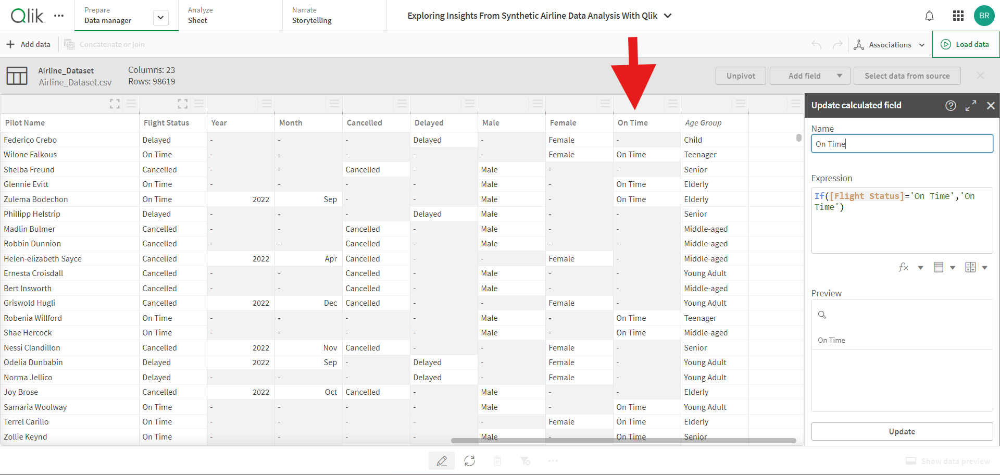 Qlik
Prepare
Data manager
Analyze
Sheet
Narrate
Storytelling
Exploring Insights From Synthetic Airline Data Analysis With Qlik
BR
Add data
Concatenate or join
Associations
Load data
Airline_Dataset
Airline_Dataset.csv
Columns: 23
Rows: 98619
Unpivot
Add field
Select data from source
Pilot Name Flight Status Year Month Cancelled Delayed Male Female On Time Age Group
Federico Crebo Delayed - - - Delayed - Female - Child
Wilone Falkous On Time - - - - - Female On Time Teenager
Shelba Freund Cancelled - - Cancelled - Male - - Senior
Glennie Evitt On Time - - - - Male - On Time Elderly
Zulema Bodechon On Time 2022 Sep - - Male - On Time Elderly
Phillipp Helstrip Delayed - - - Delayed Male - - Senior
Madlin Bulmer Cancelled - - Cancelled - Male - - Middle-aged
Robbin Dunnion Cancelled - - Cancelled - Male - - Middle-aged
Helen-elizabeth Sayce Cancelled 2022 Apr Cancelled - - Female - Middle-aged
Ernesta Croisdall Cancelled - - Cancelled - Male - - Young Adult
Bert Insworth Cancelled - - Cancelled - Male - - Middle-aged
Griswold Hugli Cancelled 2022 Dec Cancelled - - Female - Young Adult
Robenia Willford On Time - - - - Male - On Time Teenager
Shae Hercock On Time - - - - Male - On Time Middle-aged
Nessi Clandillon Cancelled 2022 Nov Cancelled - - Female - Senior
Odelia Dunbabin Delayed 2022 Sep - Delayed - Female - Young Adult
Norma Jellico Delayed - - - Delayed - Female - Young Adult
Joy Brose Cancelled 2022 Oct Cancelled - Male - - Elderly
Samaria Woolway On Time - - - - Male - On Time Young Adult
Terrel Carillo On Time - - - - - Female On Time Elderly
Zollie Keynd On Time - - - - Male - On Time Senior
Update calculated field
Name
On Time
Expression
If([Flight Status]='On Time','On
Time')
fx
Preview
On Time
Update
Show data preview